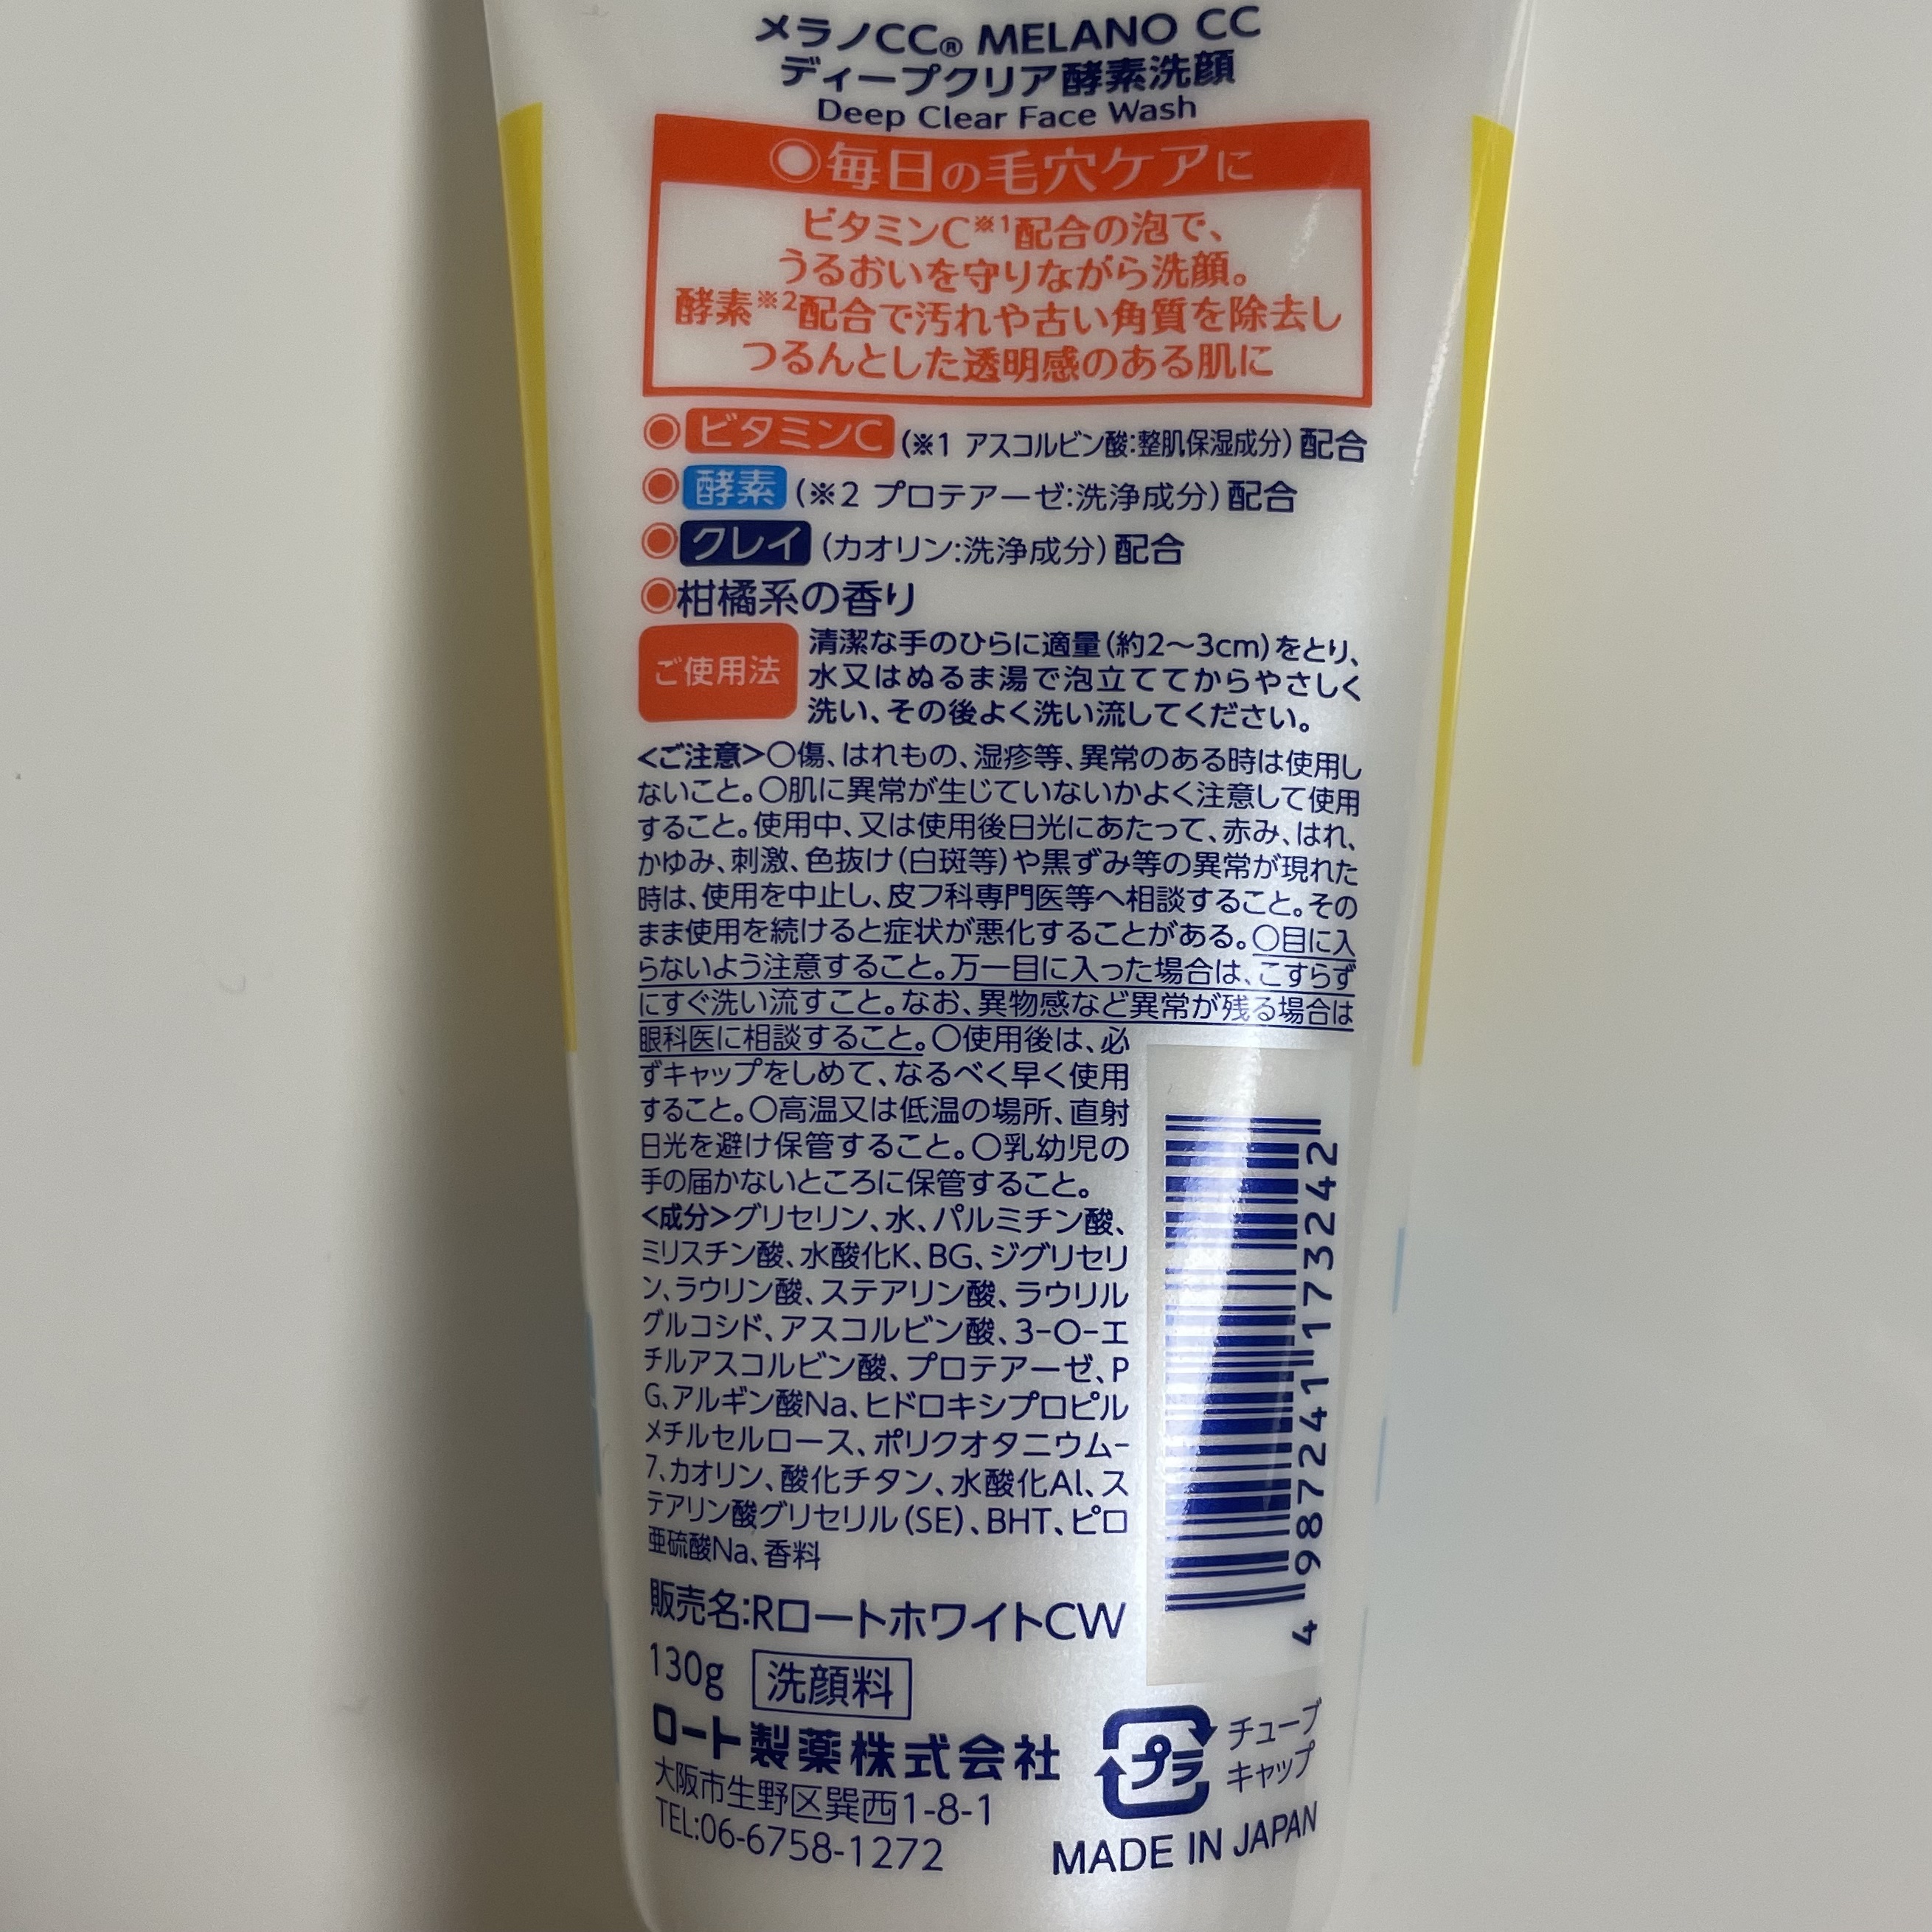 メラノCC® MELANO CC
ディープクリア酵素洗顔
Deep Clear Face Wash
◎毎日の毛穴ケアに
ビタミンC※1配合の泡で、
うるおいを守りながら洗顔。
酵素※2配合で汚れや古い角質を除去し
つるんとした透明感のある肌に
◉ビタミンC(※1 アスコルビン酸:整肌保湿成分)配合
◉酵素(※2 プロテアーゼ:洗浄成分)配合
◉クレイ(カオリン:洗浄成分)配合
◉柑橘系の香り
ご使用法
清潔な手のひらに適量(約2〜3cm)をとり、
水又はぬるま湯で泡立ててからやさしく
洗い、その後よく洗い流してください。
<ご注意>○傷、はれもの、湿疹等、異常のある時は使用し
ないこと。○肌に異常が生じていないかよく注意して使用
すること。使用中、又は使用後日光にあたって、赤み、はれ、
かゆみ、刺激、色抜け(白斑等)や黒ずみ等の異常が現れた
時は、使用を中止し、皮フ科専門医等へ相談すること。その
まま使用を続けると症状が悪化することがある。○目に入
らないよう注意すること。万一目に入った場合は、こすらず
にすぐ洗い流すこと。なお、異物感など異常が残る場合は
眼科医に相談すること。○使用後は、必
ずキャップをしめて、なるべく早く使用
すること。○高温又は低温の場所、直射
日光を避け保管すること。○乳幼児の
手の届かないところに保管すること。
<成分>グリセリン、水、パルミチン酸、
ミリスチン酸、水酸化K、BG、ジグリセリ
ン、ラウリン酸、ステアリン酸、ラウリル
グルコシド、アスコルビン酸、3-O-エ
チルアスコルビン酸、プロテアーゼ、P
G、アルギン酸Na、ヒドロキシプロピル
メチルセルロース、ポリクオタニウム-
7、カオリン、酸化チタン、水酸化Al、ス
テアリン酸グリセリル(SE)、BHT、ピロ
亜硫酸Na、香料
4 987241 173242
販売名:RロートホワイトCW
130g 洗顔料
ロート製薬株式会社
大阪市生野区巽西1-8-1
TEL:06-6758-1272
プラ
チューブ
キャップ
MADE IN JAPAN